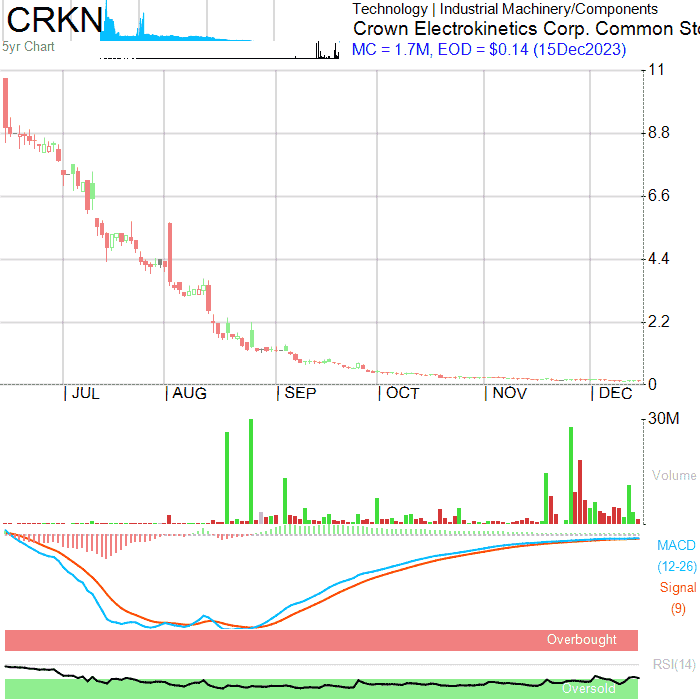 CRKN
5yr Chart
Technology | Industrial Machinery/Components
Crown Electrokinetics Corp. Common Sto
MC = 1.7M, EOD = $0.14 (15Dec2023)
11
8.8
6.6
4.4
2.2
0
| JUL | AUG | SEP | OCT | NOV | DEC
30M
Volume
MACD
(12-26)
Signal
(9)
Overbought
RSI(14)
Oversold